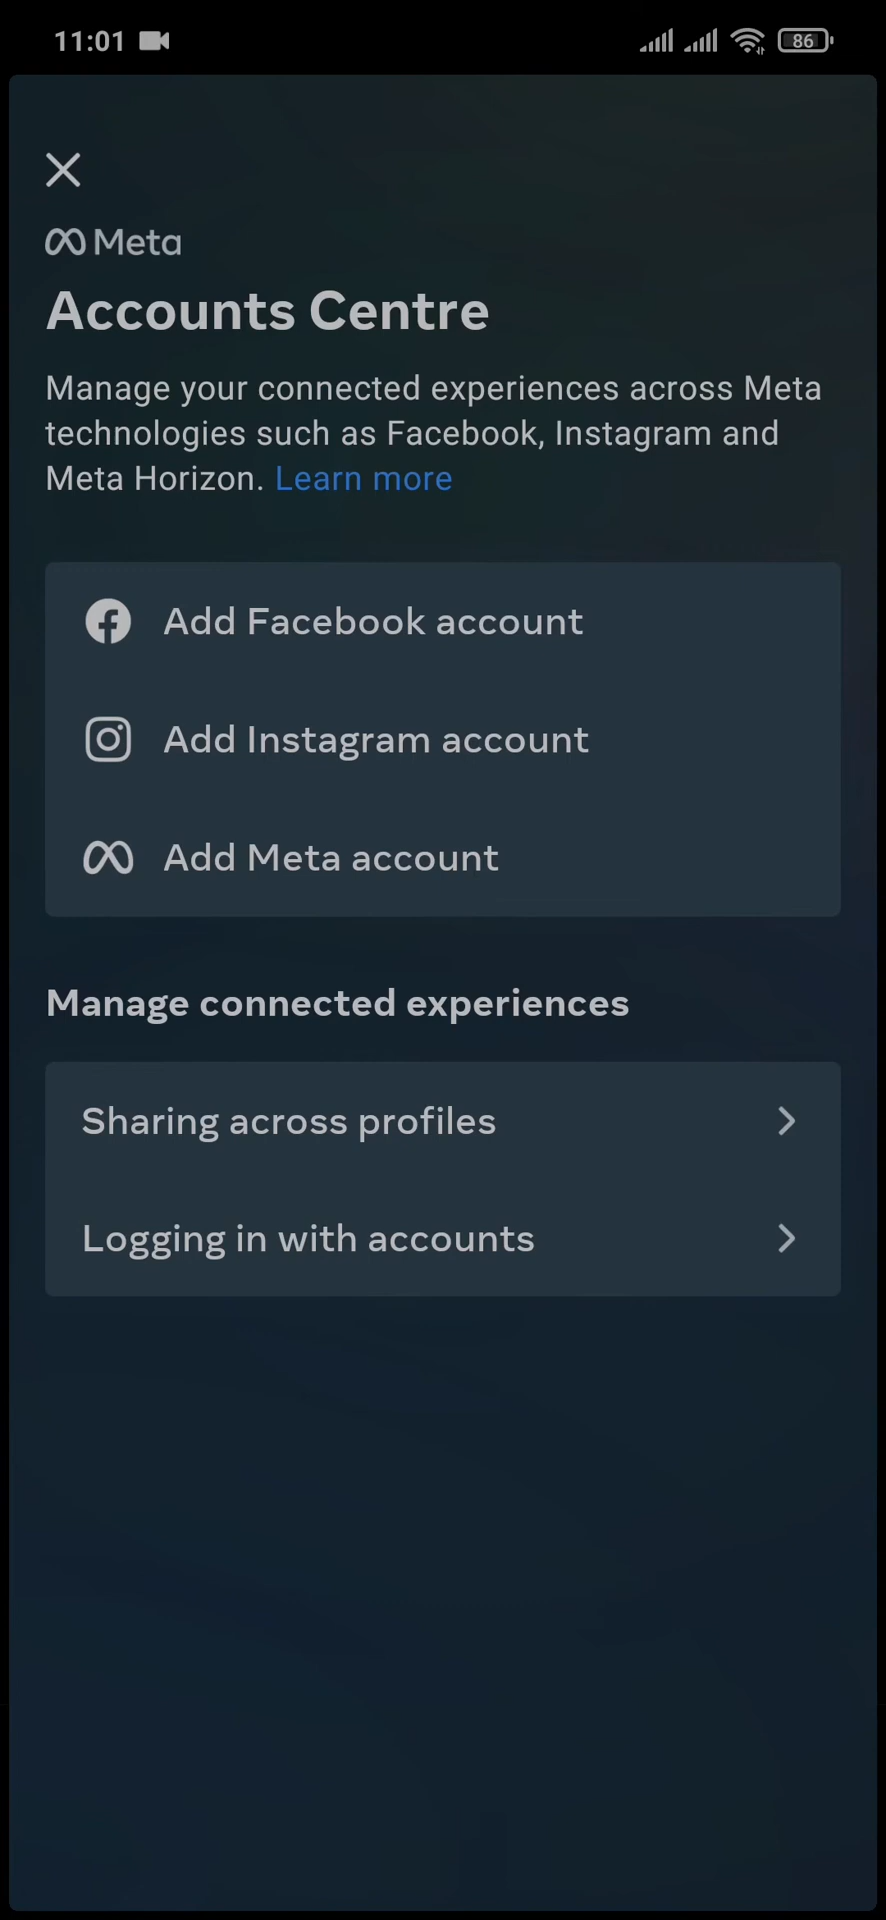 11:01
86
Meta
Accounts Centre
Manage your connected experiences across Meta
technologies such as Facebook, Instagram and
Meta Horizon. Learn more
Add Facebook account
Add Instagram account
Add Meta account
Manage connected experiences
Sharing across profiles
Logging in with accounts